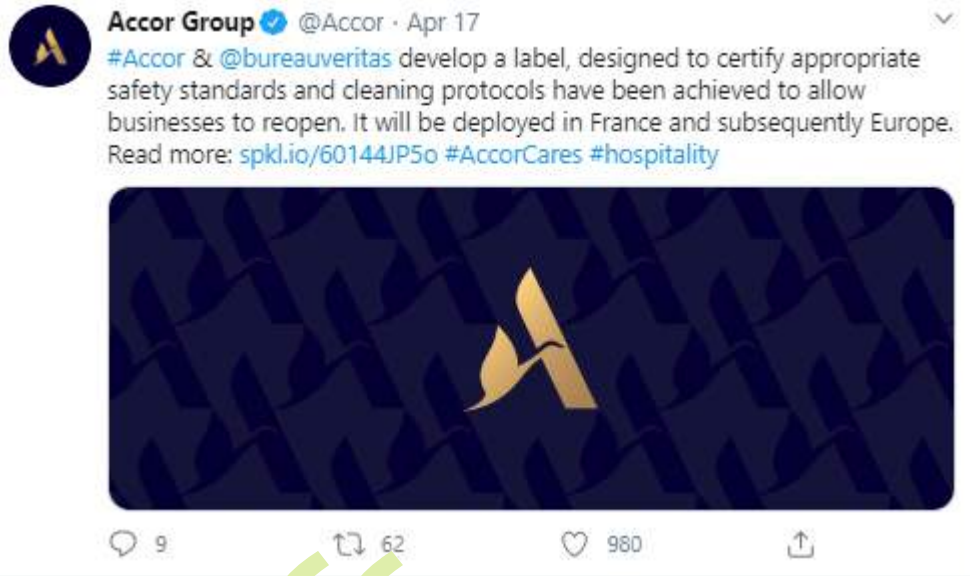 Accor Group @Accor · Apr 17
#Accor & @bureauveritas develop a label, designed to certify appropriate
safety standards and cleaning protocols have been achieved to allow
businesses to reopen. It will be deployed in France and subsequently Europe.
Read more: spkl.io/60144JP5o #AccorCares #hospitality
9 62 980